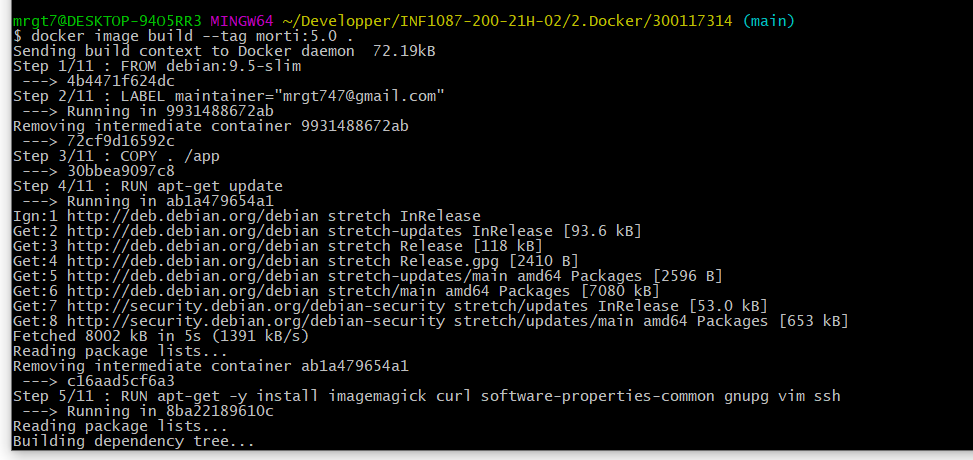 mrgt7@DESKTOP-94O5RR3 MINGW64 ~/Developper/INF1087-200-21H-02/2.Docker/300117314 (main)
$ docker image build --tag morti:5.0 .
Sending build context to Docker daemon  72.19kB
Step 1/11 : FROM debian:9.5-slim
 ---> 4b4471f624dc
Step 2/11 : LABEL maintainer="mrgt747@gmail.com"
 ---> Running in 9931488672ab
Removing intermediate container 9931488672ab
 ---> 72cf9d16592c
Step 3/11 : COPY . /app
 ---> 30bbea9097c8
Step 4/11 : RUN apt-get update
 ---> Running in ab1a479654a1
Ign:1 http://deb.debian.org/debian stretch InRelease
Get:2 http://deb.debian.org/debian stretch-updates InRelease [93.6 kB]
Get:3 http://deb.debian.org/debian stretch Release [118 kB]
Get:4 http://deb.debian.org/debian stretch Release.gpg [2410 B]
Get:5 http://deb.debian.org/debian stretch-updates/main amd64 Packages [2596 B]
Get:6 http://deb.debian.org/debian stretch/main amd64 Packages [7080 kB]
Get:7 http://security.debian.org/debian-security stretch/updates InRelease [53.0 kB]
Get:8 http://security.debian.org/debian-security stretch/updates/main amd64 Packages [653 kB]
Fetched 8002 kB in 5s (1391 kB/s)
Reading package lists...
Removing intermediate container ab1a479654a1
 ---> c16aad5cf6a3
Step 5/11 : RUN apt-get -y install imagemagick curl software-properties-common gnupg vim ssh
 ---> Running in 8ba22189610c
Reading package lists...
Building dependency tree...